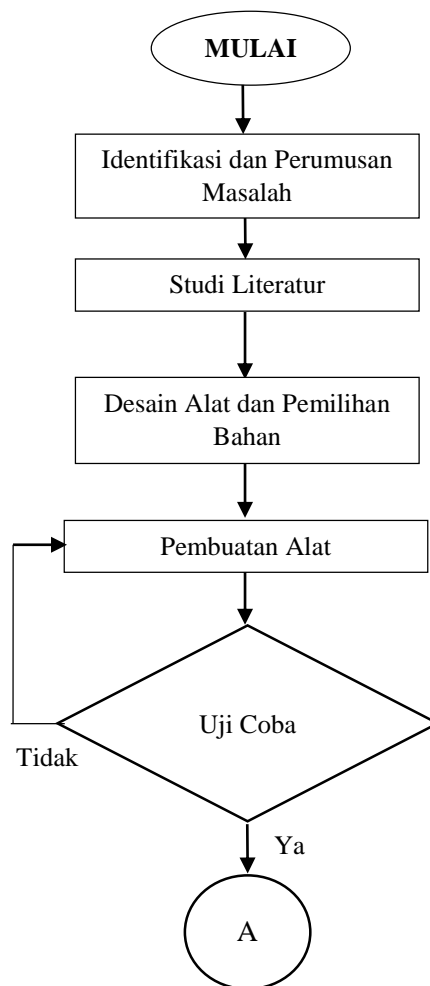 MULAI
Identifikasi dan Perumusan
Masalah
Studi Literatur
Desain Alat dan Pemilihan
Bahan
Pembuatan Alat
Uji Coba
Tidak
Ya
A